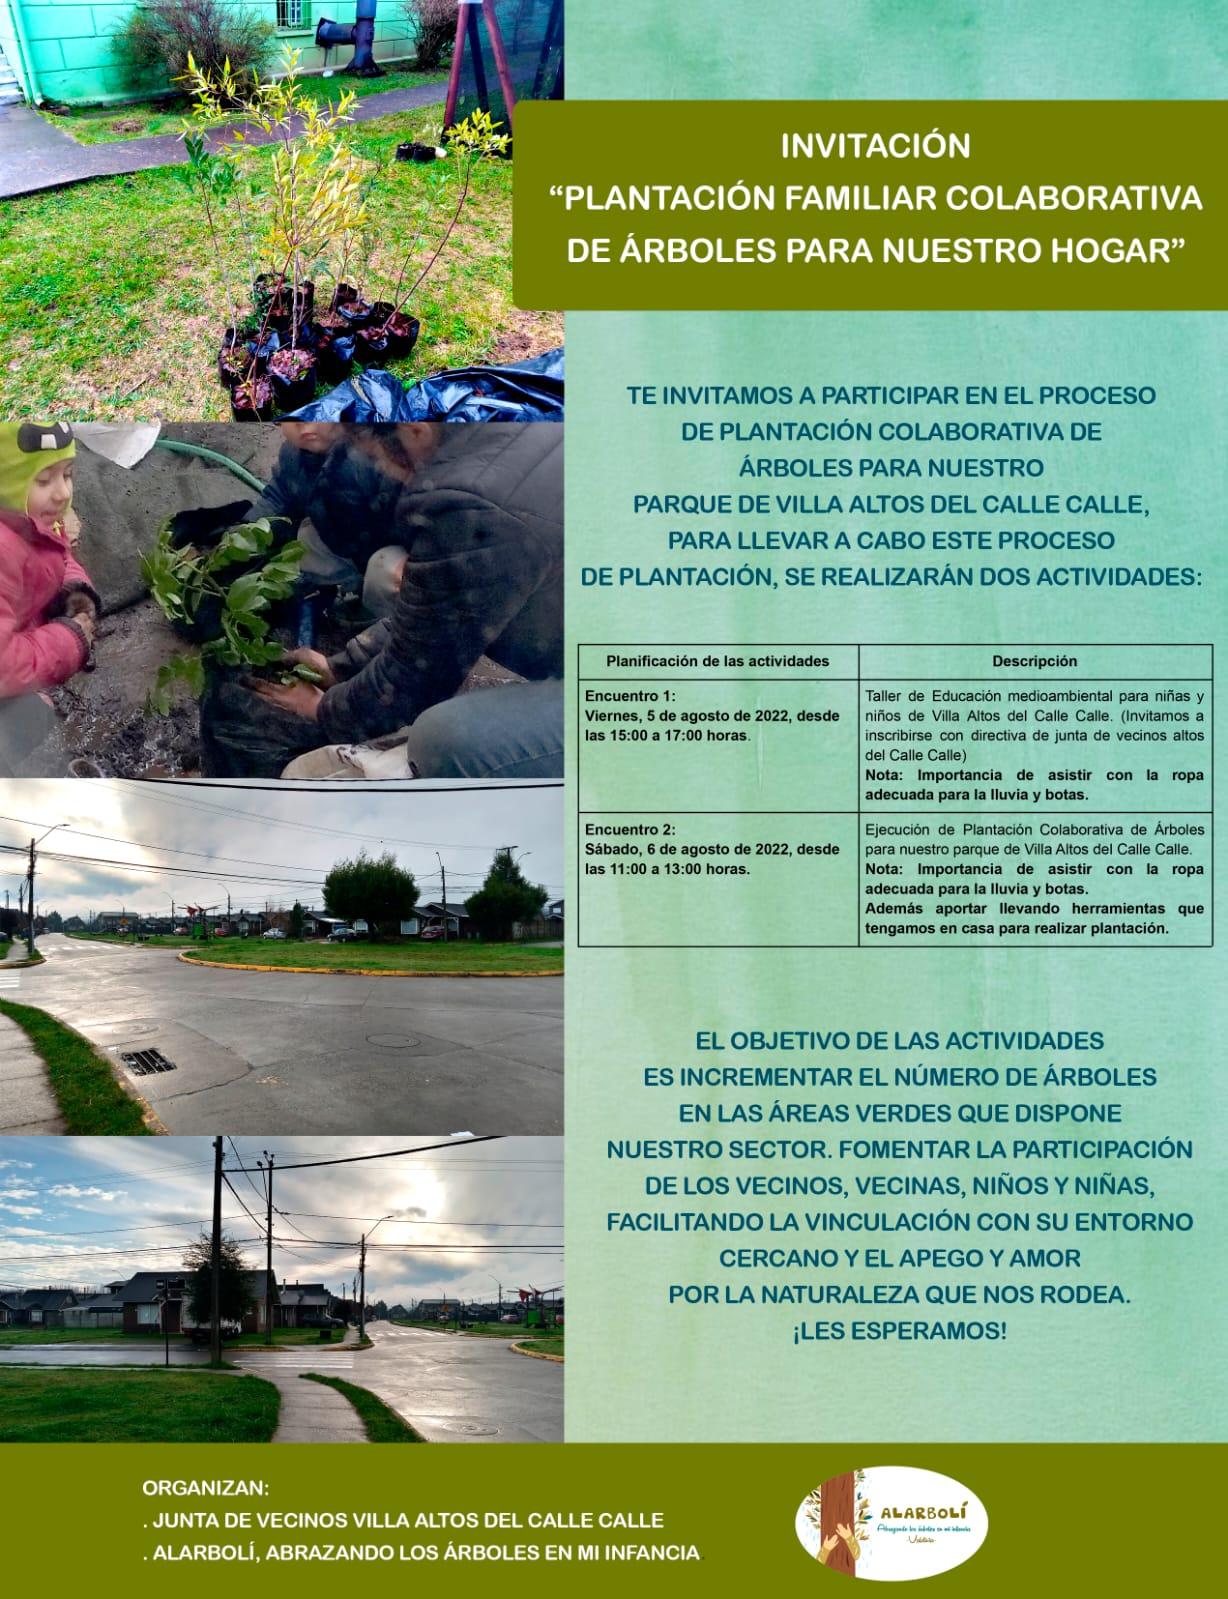 INVITACIÓN
“PLANTACIÓN FAMILIAR COLABORATIVA
DE ÁRBOLES PARA NUESTRO HOGAR”
TE INVITAMOS A PARTICIPAR EN EL PROCESO
DE PLANTACIÓN COLABORATIVA DE
ÁRBOLES PARA NUESTRO
PARQUE DE VILLA ALTOS DEL CALLE CALLE,
PARA LLEVAR A CABO ESTE PROCESO
DE PLANTACIÓN, SE REALIZARÁN DOS ACTIVIDADES:
Planificación de las actividades
Descripción
Encuentro 1:
Viernes, 5 de agosto de 2022, desde
las 15:00 a 17:00 horas.
Taller de Educación medioambiental para niñas y
niños de Villa Altos del Calle Calle. (Invitamos a
inscribirse con directiva de junta de vecinos altos
del Calle Calle)
Nota: Importancia de asistir con la ropa
adecuada para la lluvia y botas.
Encuentro 2:
Sábado, 6 de agosto de 2022, desde
las 11:00 a 13:00 horas.
Ejecución de Plantación Colaborativa de Árboles
para nuestro parque de Villa Altos del Calle Calle.
Nota: Importancia de asistir con la ropa
adecuada para la lluvia y botas.
Además aportar llevando herramientas que
tengamos en casa para realizar plantación.
EL OBJETIVO DE LAS ACTIVIDADES
ES INCREMENTAR EL NÚMERO DE ÁRBOLES
EN LAS ÁREAS VERDES QUE DISPONE
NUESTRO SECTOR. FOMENTAR LA PARTICIPACIÓN
DE LOS VECINOS, VECINAS, NIÑOS Y NIÑAS,
FACILITANDO LA VINCULACIÓN CON SU ENTORNO
CERCANO Y EL APEGO Y AMOR
POR LA NATURALEZA QUE NOS RODEA.
¡LES ESPERAMOS!
ORGANIZAN:
. JUNTA DE VECINOS VILLA ALTOS DEL CALLE CALLE
. ALARBOLÍ, ABRAZANDO LOS ÁRBOLES EN MI INFANCIA.
ALARBOLÍ
Abrazando los árboles en mi infancia
Valdivia